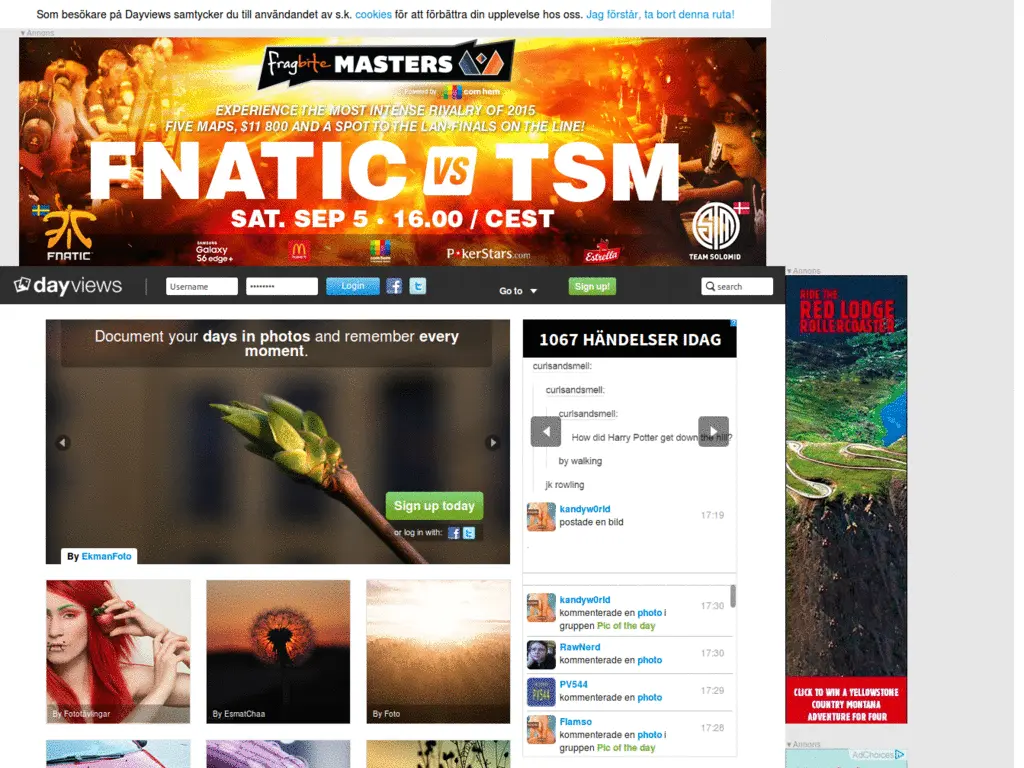 Som besökare på Dayviews samtycker du till användandet av s.k. cookies för att förbättra din upplevelse hos oss. Jag förstår, ta bort denna ruta!
▼Annons
fragbite MASTERS
Powered by com hem
EXPERIENCE THE MOST INTENSE RIVALRY OF 2015
FIVE MAPS, $11 800 AND A SPOT TO THE LAN-FINALS ON THE LINE!
FNATIC VS TSM
SAT. SEP 5 • 16.00 / CEST
FNATIC
SAMSUNG
Galaxy
S6 edge+
com hem
PokerStars.com
Estrella
TSM
TEAM SOLOMID
dayviews
Username
••••••••
Login
Go to ▼
Sign up!
search
▼Annons
RIDE THE
RED LODGE
ROLLERCOASTER
CLICK TO WIN A YELLOWSTONE
COUNTRY MONTANA
ADVENTURE FOR FOUR
▼Annons
AdChoices
Document your days in photos and remember every
moment.
Sign up today
or log in with:
By EkmanFoto
By Fototävlingar
By EsmatChaa
By Foto
1067 HÄNDELSER IDAG
curlsandsmell:
curlsandsmell:
curlsandsmell:
How did Harry Potter get down the hill?
by walking
jk rowling
kandyw0rld
postade en bild
17:19
kandyw0rld
kommenterade en photo i
gruppen Pic of the day
17:30
RawNerd
kommenterade en photo
17:30
PV544
kommenterade en photo
17:29
Flamso
kommenterade en photo i
gruppen Pic of the day
17:28